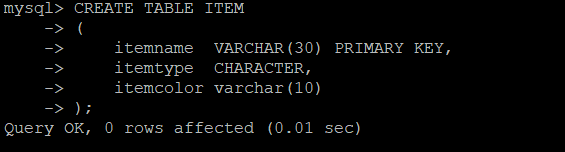 mysql> CREATE TABLE ITEM
    -> (
    ->     itemname  VARCHAR(30) PRIMARY KEY,
    ->     itemtype  CHARACTER,
    ->     itemcolor varchar(10)
    -> );
Query OK, 0 rows affected (0.01 sec)